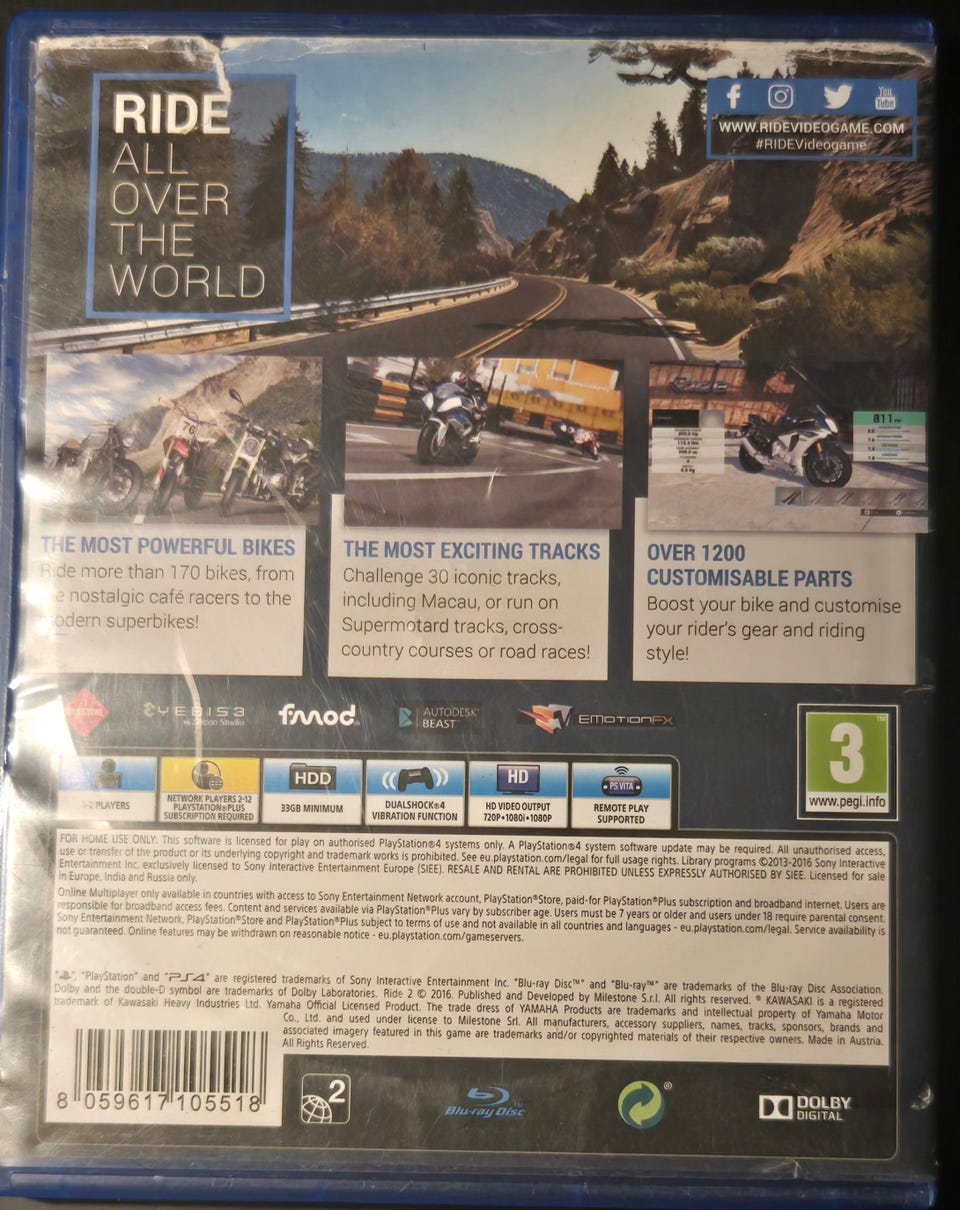 RIDE
ALL
OVER
THE
WORLD
You
Tube
WWW.RIDEVIDEOGAME.COM
#RIDEVideogame
76
811
THE MOST POWERFUL BIKES
Ride more than 170 bikes, from
nostalgic café racers to the
modern superbikes!
THE MOST EXCITING TRACKS
Challenge 30 iconic tracks,
including Macau, or run on
Supermotard tracks, cross-
country courses or road races!
OVER 1200
CUSTOMISABLE PARTS
Boost your bike and customise
your rider's gear and riding
style!
MILESTONE
YEBIS 3
by Silicon Studio
fmod
AUTODESK
BEAST
EMOTIONFX
3
www.pegi.info
1-2 PLAYERS
NETWORK PLAYERS 2-12
PLAYSTATION®PLUS
SUBSCRIPTION REQUIRED
HDD
33GB MINIMUM
DUALSHOCK®4
VIBRATION FUNCTION
HD
HD VIDEO OUTPUT
720P•1080i•1080P
PS VITA
REMOTE PLAY
SUPPORTED
FOR HOME USE ONLY: This software is licensed for play on authorised PlayStation®4 systems only. A PlayStation®4 system software update may be required. All unauthorised access,
use or transfer of the product or its underlying copyright and trademark works is prohibited. See eu.playstation.com/legal for full usage rights. Library programs ©2013-2016 Sony Interactive
Entertainment Inc. exclusively licensed to Sony Interactive Entertainment Europe (SIEE). RESALE AND RENTAL ARE PROHIBITED UNLESS EXPRESSLY AUTHORISED BY SIEE. Licensed for sale
in Europe, India and Russia only.
Online Multiplayer only available in countries with access to Sony Entertainment Network account, PlayStation®Store, paid-for PlayStation®Plus subscription and broadband internet. Users are
responsible for broadband access fees. Content and services available via PlayStation®Plus vary by subscriber age. Users must be 7 years or older and users under 18 require parental consent.
Sony Entertainment Network, PlayStation®Store and PlayStation®Plus subject to terms of use and not available in all countries and languages - eu.playstation.com/legal. Service availability is
not guaranteed. Online features may be withdrawn on reasonable notice - eu.playstation.com/gameservers.
"PlayStation" and "PS4" are registered trademarks of Sony Interactive Entertainment Inc. "Blu-ray Disc™" and "Blu-ray™" are trademarks of the Blu-ray Disc Association.
Dolby and the double-D symbol are trademarks of Dolby Laboratories. Ride 2 © 2016. Published and Developed by Milestone S.r.l. All rights reserved. ® KAWASAKI is a registered
trademark of Kawasaki Heavy Industries Ltd. Yamaha Official Licensed Product. The trade dress of YAMAHA Products are trademarks and intellectual property of Yamaha Motor
Co., Ltd. and used under license to Milestone Srl. All manufacturers, accessory suppliers, names, tracks, sponsors, brands and
associated imagery featured in this game are trademarks and/or copyrighted materials of their respective owners. Made in Austria.
All Rights Reserved.
8 059617 105518
2
Blu-ray Disc
DOLBY
DIGITAL